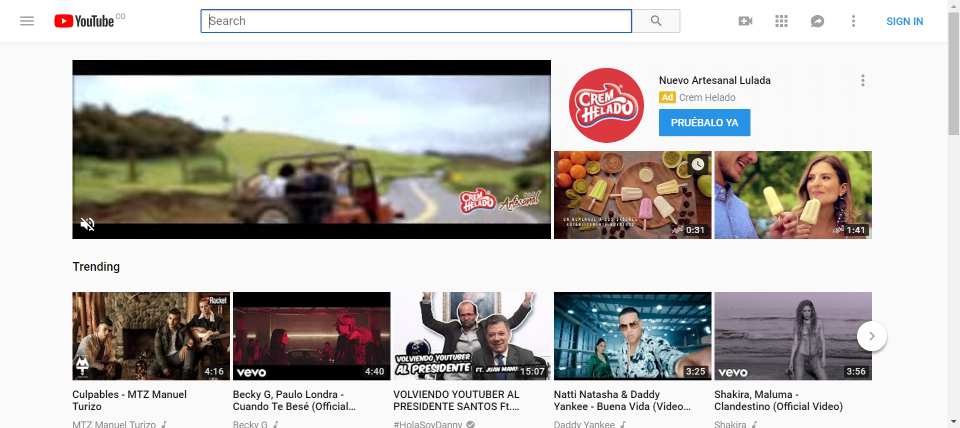 YouTube CO
Search
SIGN IN
Nuevo Artesanal Lulada
Ad Crem Helado
PRUÉBALO YA
CREM HELADO
CREM HELADO Artesanal
0:31
1:41
Trending
Rocket
4:16
vevo
4:40
VOLVIENDO YOUTUBER
AL PRESIDENTE
FT. JUAN MANU
15:07
3:25
vevo
3:56
Culpables - MTZ Manuel
Turizo
MTZ Manuel Turizo
Becky G, Paulo Londra -
Cuando Te Besé (Official...
Becky G
VOLVIENDO YOUTUBER AL
PRESIDENTE SANTOS Ft....
#HolaSoyDanny
Natti Natasha & Daddy
Yankee - Buena Vida (Video...
Daddy Yankee
Shakira, Maluma -
Clandestino (Official Video)
Shakira